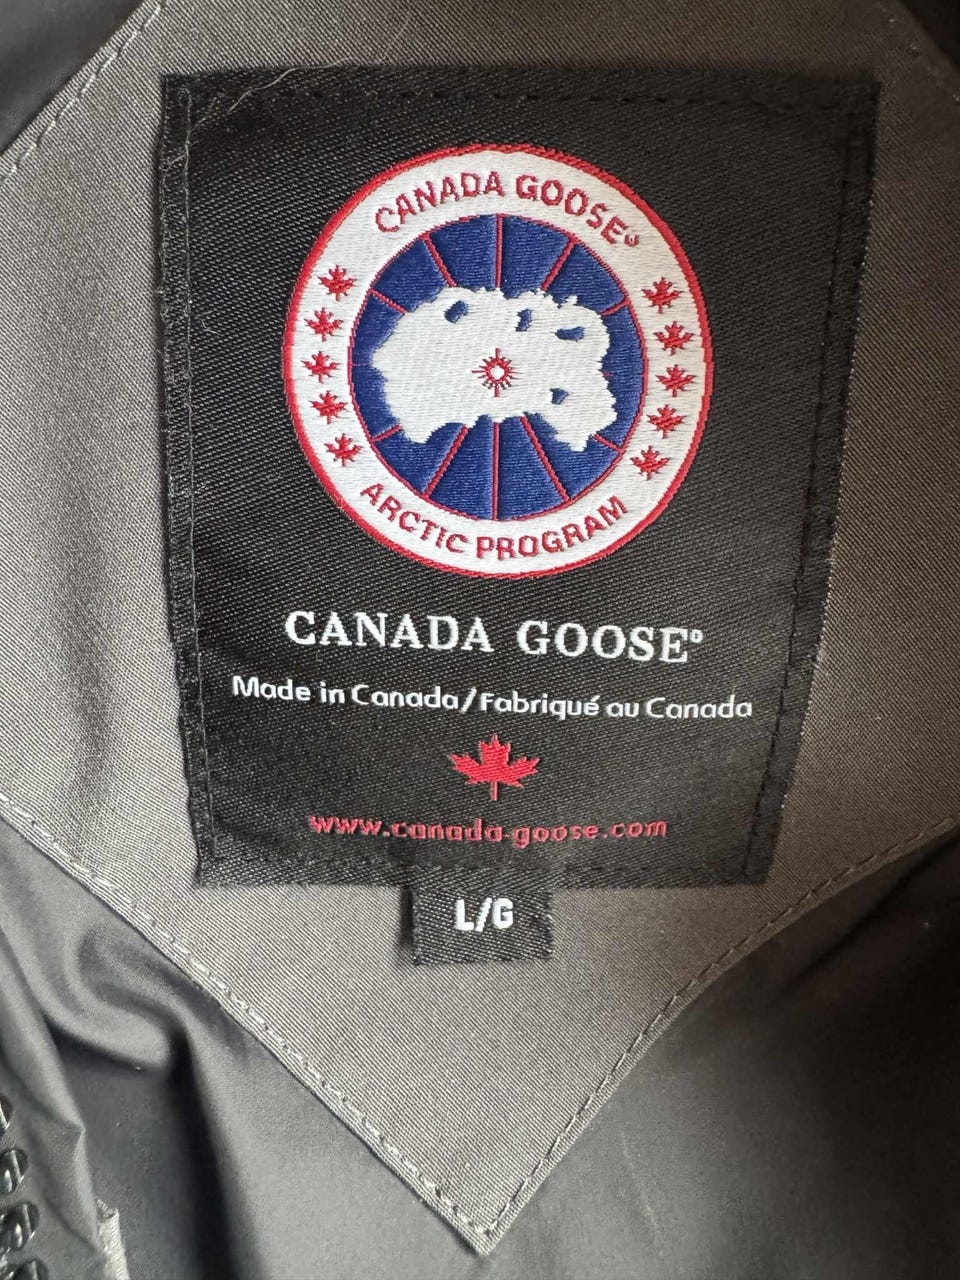 CANADA GOOSE®
ARCTIC PROGRAM
CANADA GOOSE®
Made in Canada/Fabriqué au Canada
www.canada-goose.com
L/G